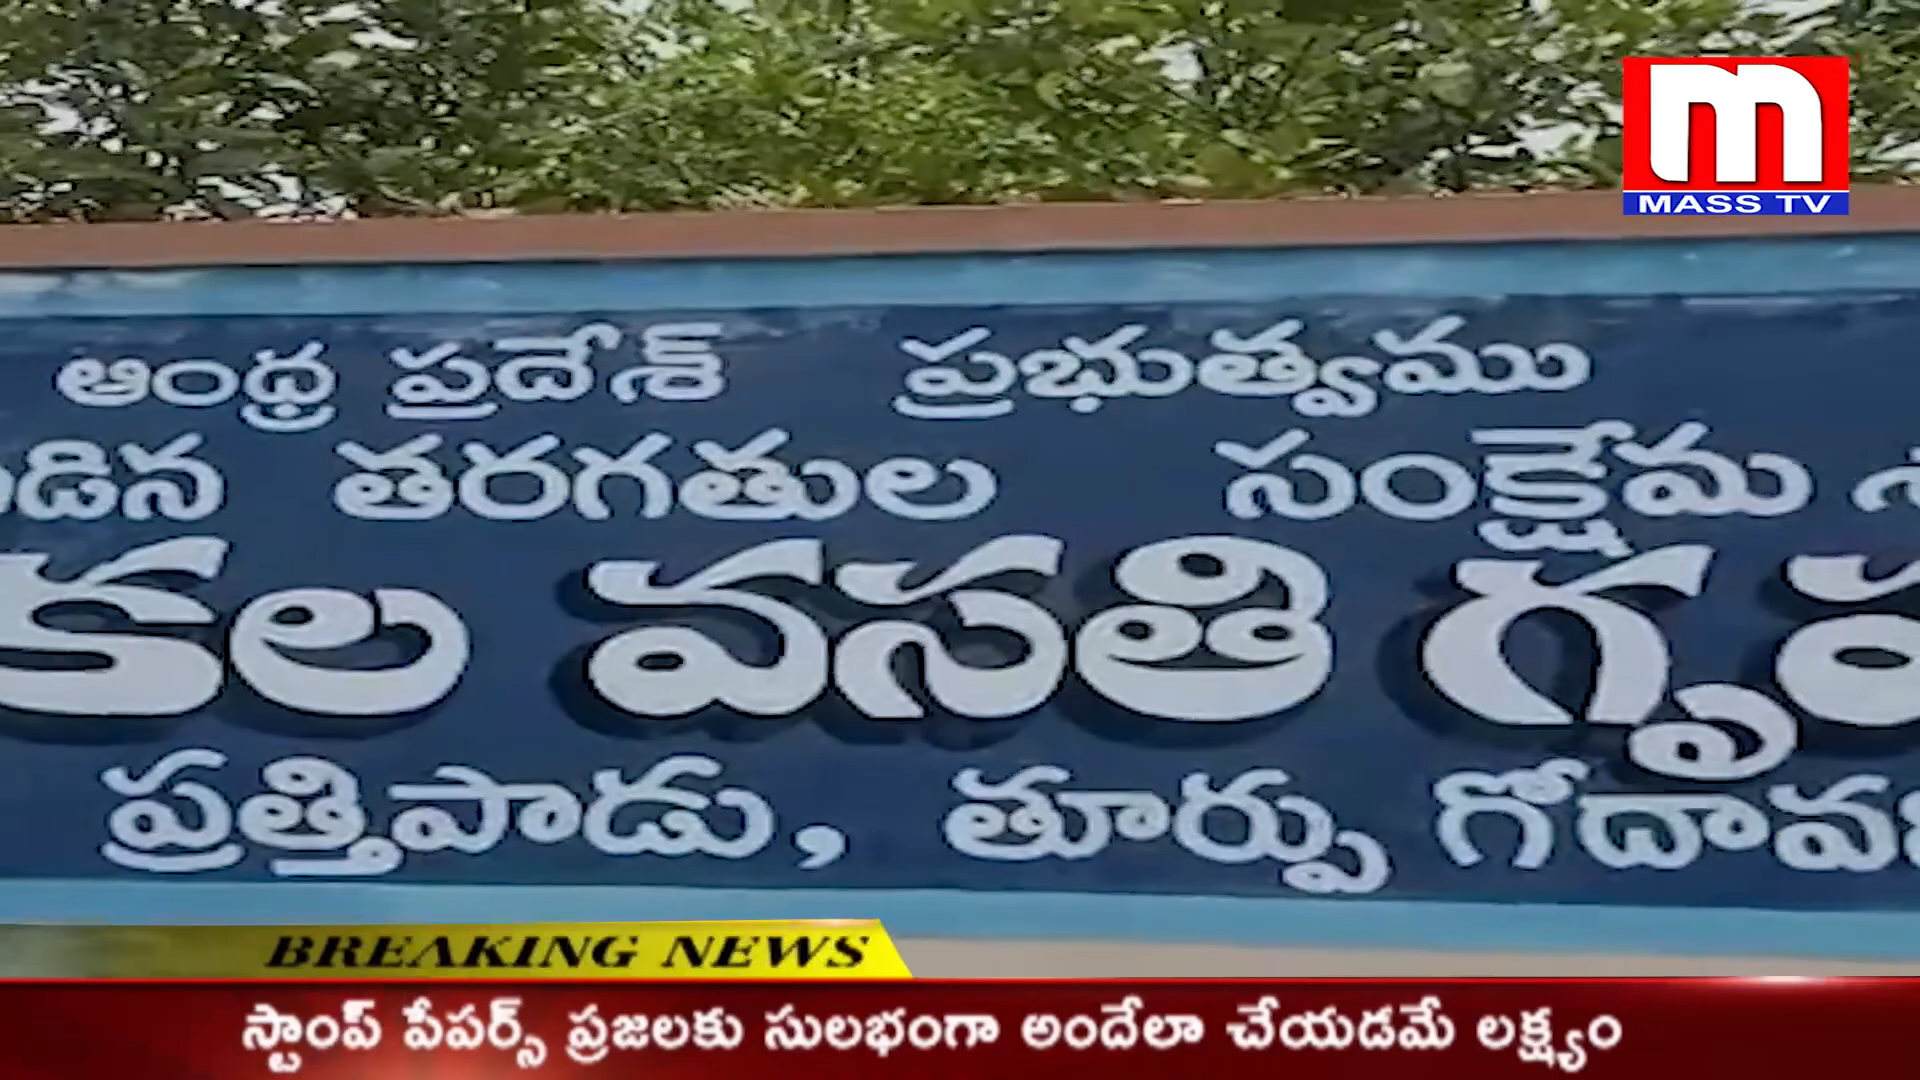 MASS TV
ఆంధ్ర ప్రదేశ్ ప్రభుత్వము
తరగతుల సంక్షేమ
వసతి
ప్రత్తిపాడు, తూర్పు
BREAKING NEWS
స్టాంప్ పేపర్స్ ప్రజలకు సులభంగా అందేలా చేయడమే లక్ష్యం